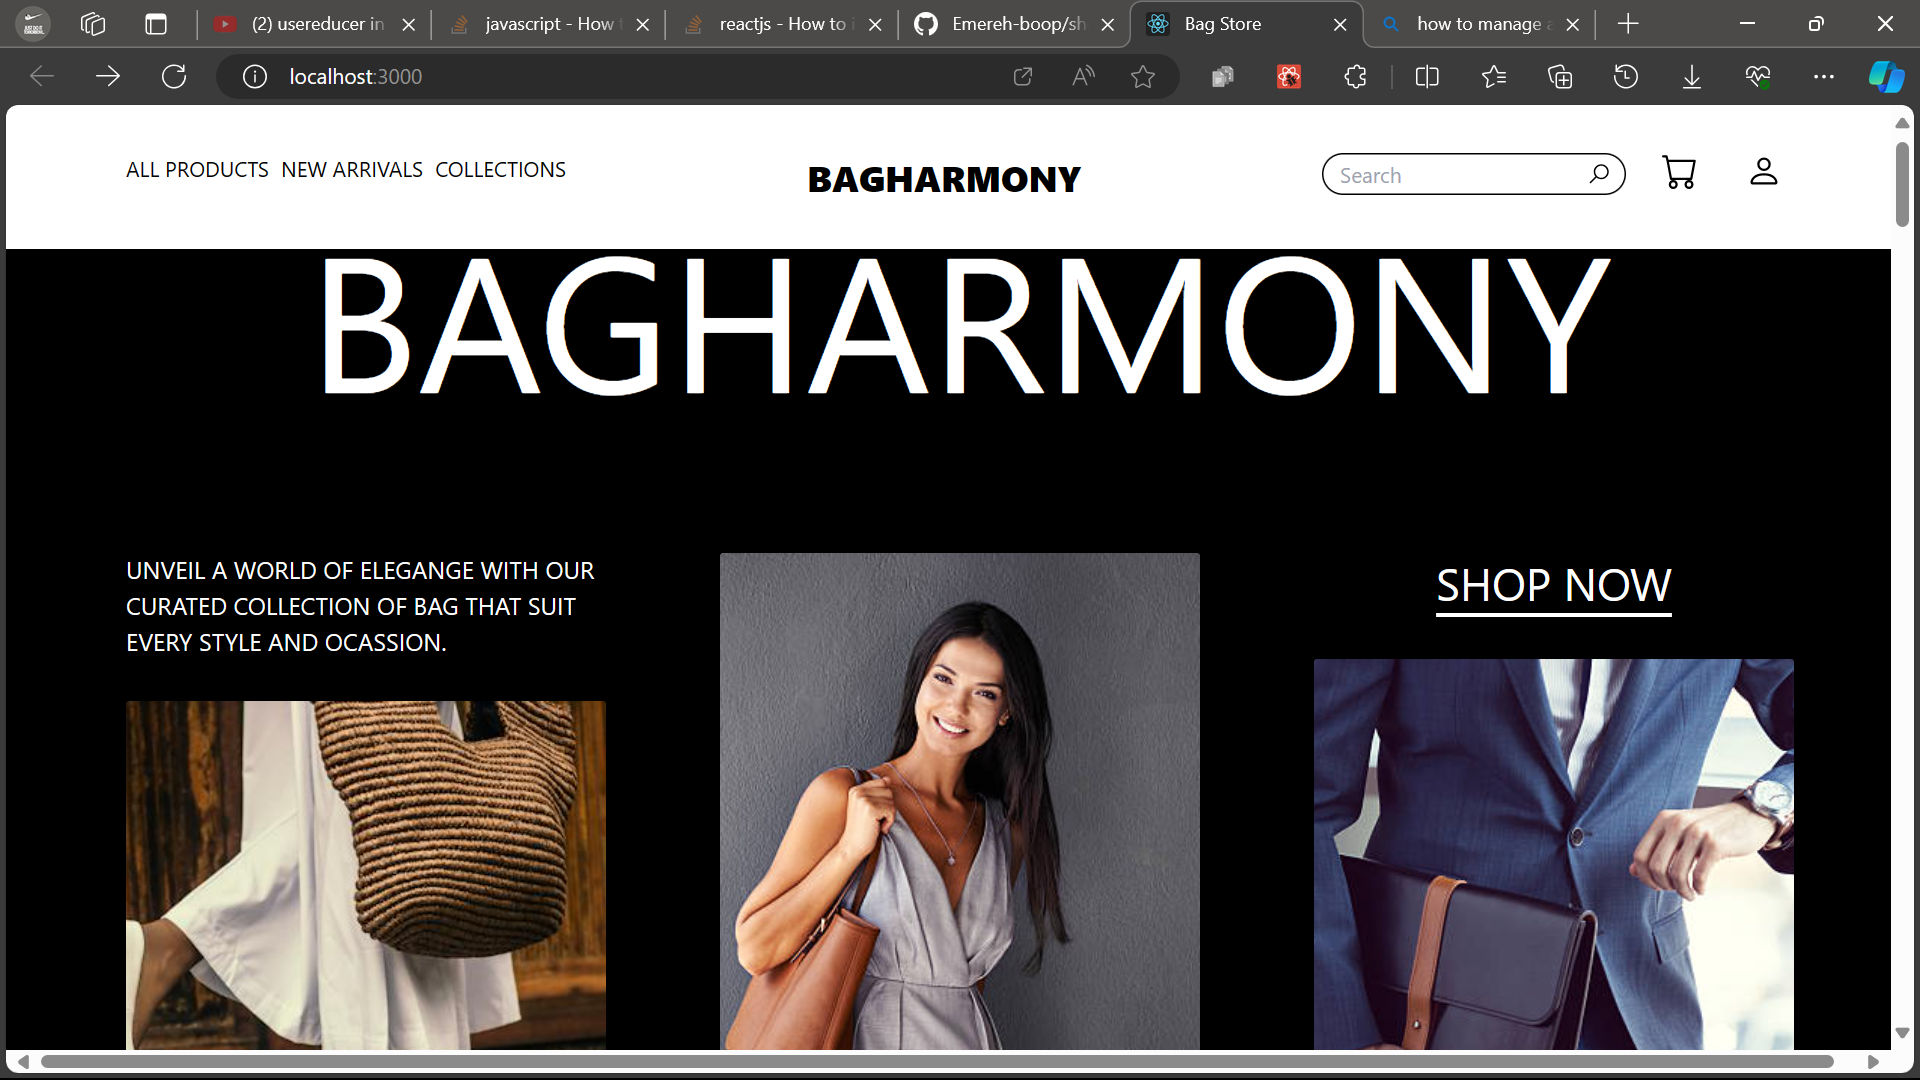 (2) usereducer in
javascript - How t
reactjs - How to i
Emereh-boop/sh
Bag Store
how to manage a
localhost:3000
ALL PRODUCTS NEW ARRIVALS COLLECTIONS
BAGHARMONY
Search
BAGHARMONY
UNVEIL A WORLD OF ELEGANGE WITH OUR
CURATED COLLECTION OF BAG THAT SUIT
EVERY STYLE AND OCASSION.
SHOP NOW